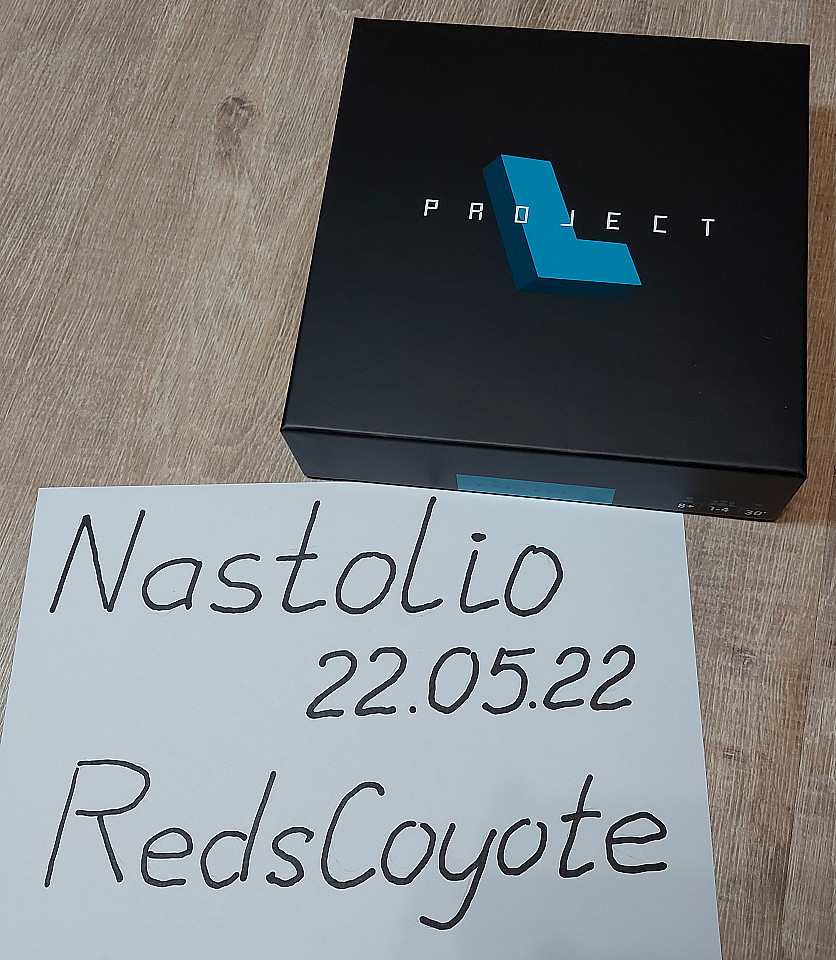 PROJECT
L
8+ 1-4 30'
Nastolio
22.05.22
RedsCoyote